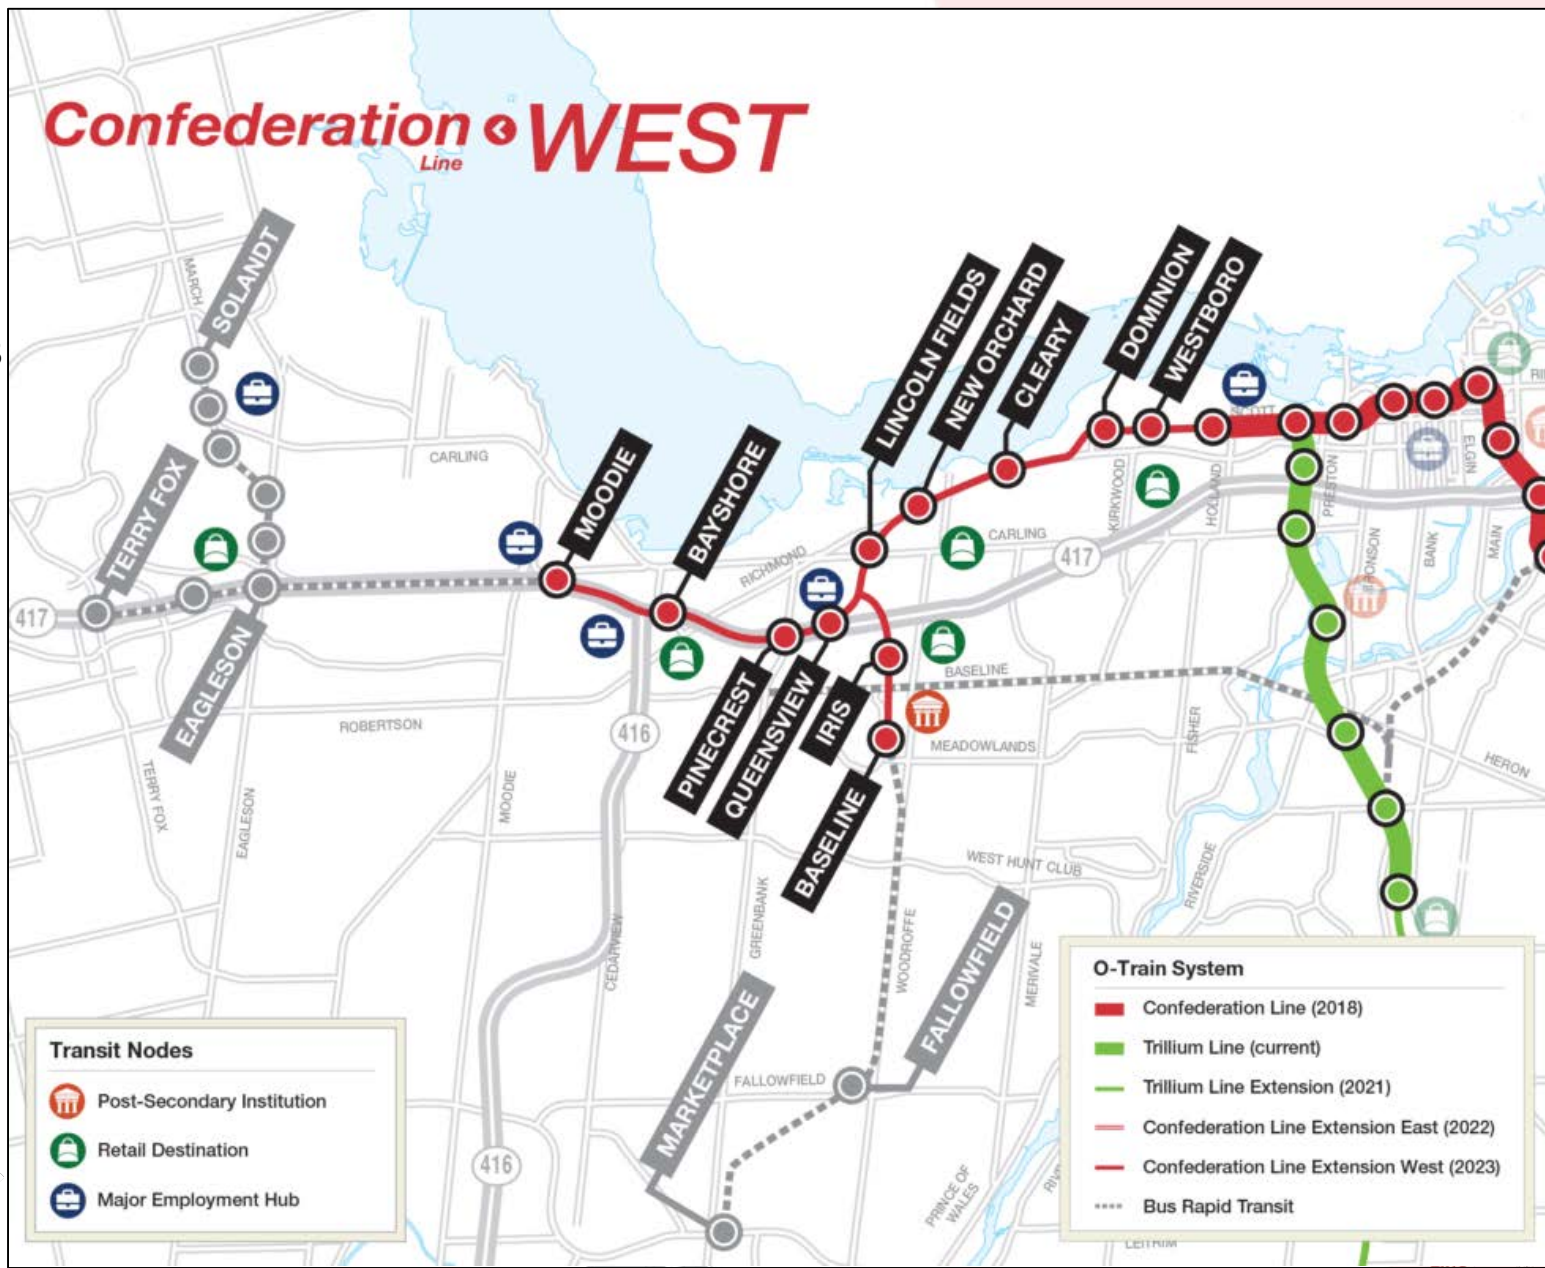 Confederation WEST
Line
SOLANDT
MARCH
TERRY FOX
EAGLESON
CARLING
MOODIE
BAYSHORE
LINCOLN FIELDS
NEW ORCHARD
CLEARY
DOMINION
WESTBORO
SCOTT
ELGIN
KIRKWOOD
HOLLAND
PRESTON
BRONSON
BANK
MAIN
RICHMOND
CARLING
417
417
PINECREST
QUEENSVIEW
IRIS
BASELINE
BASELINE
MEADOWLANDS
FISHER
HERON
416
ROBERTSON
TERRY FOX
EAGLESON
MOODIE
CEDARVIEW
GREENBANK
WOODROFFE
WEST HUNT CLUB
RIVERSIDE
MERIVALE
MARKETPLACE
FALLOWFIELD
FALLOWFIELD
416
PRINCE OF
WALES
LEITRIM
Transit Nodes
Post-Secondary Institution
Retail Destination
Major Employment Hub
O-Train System
Confederation Line (2018)
Trillium Line (current)
Trillium Line Extension (2021)
Confederation Line Extension East (2022)
Confederation Line Extension West (2023)
Bus Rapid Transit